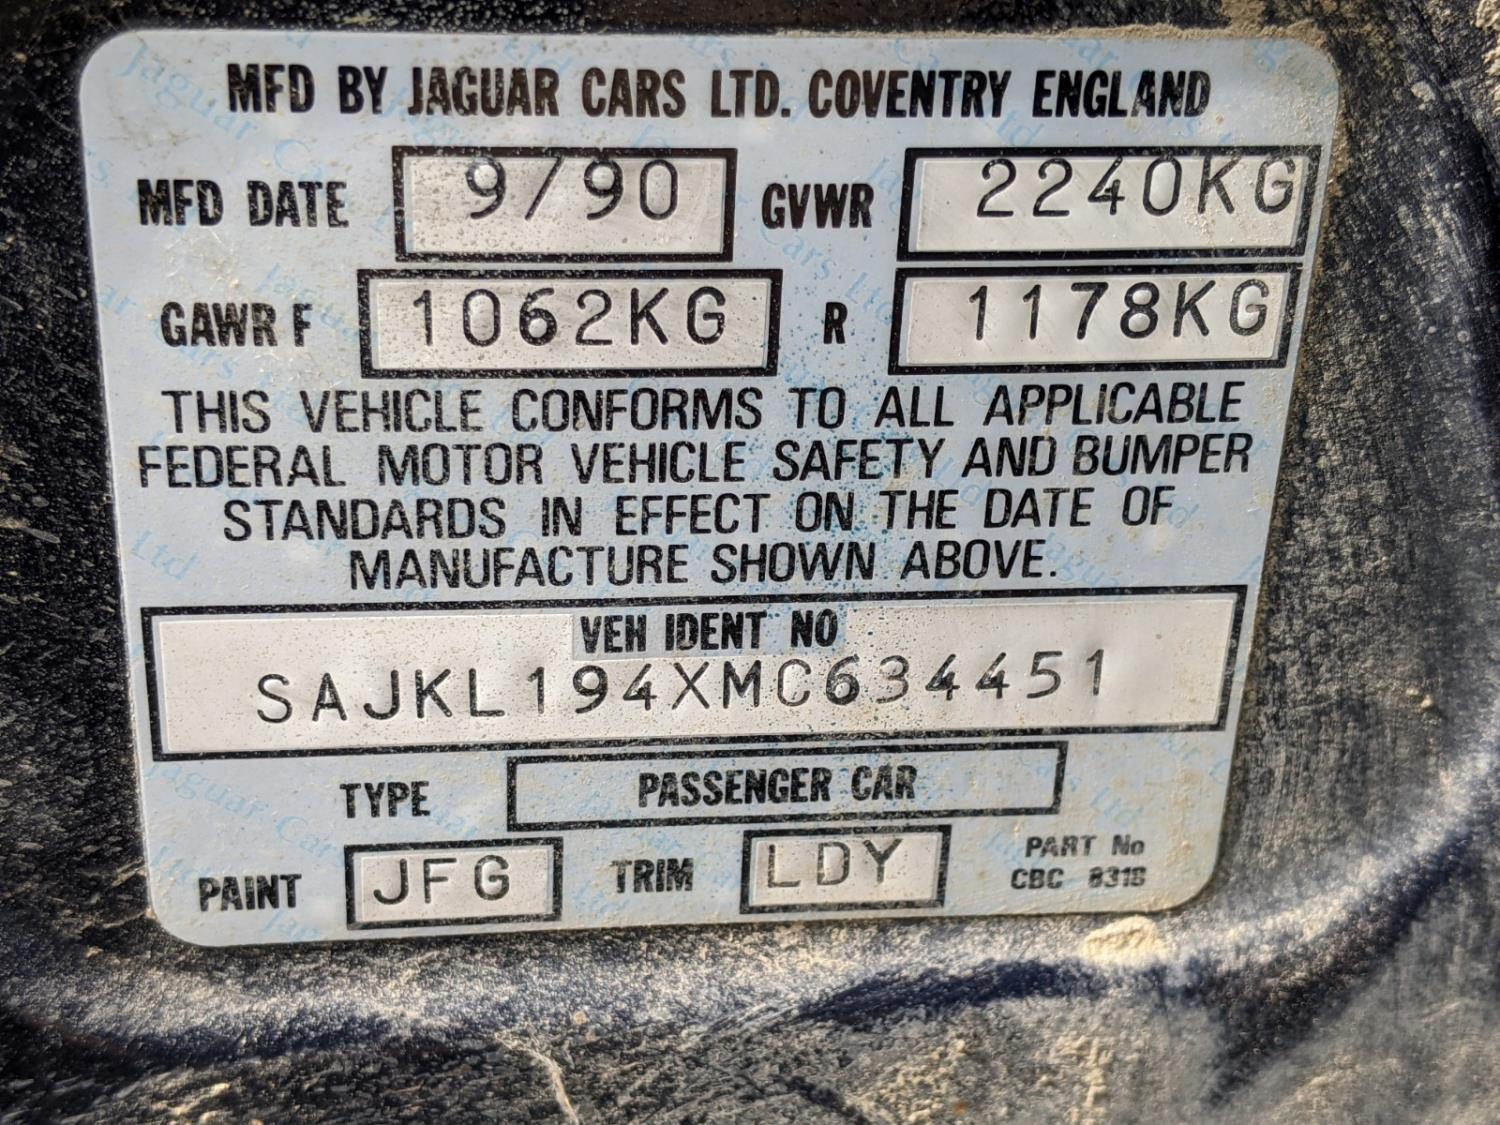 MFD BY JAGUAR CARS LTD. COVENTRY ENGLAND
MFD DATE 9/90 GVWR 2240KG
GAWR F 1062KG R 1178KG
THIS VEHICLE CONFORMS TO ALL APPLICABLE
FEDERAL MOTOR VEHICLE SAFETY AND BUMPER
STANDARDS IN EFFECT ON THE DATE OF
MANUFACTURE SHOWN ABOVE.
VEH IDENT NO
SAJKL194XMC634451
TYPE PASSENGER CAR
PAINT JFG TRIM LDY PART No
CBC